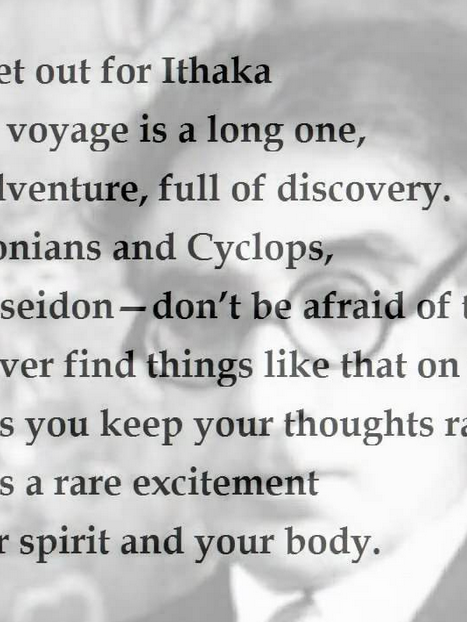 et out for Ithaka
voyage is a long one,
lventure, full of discovery.
onians and Cyclops,
seidon—don't be afraid of t
ver find things like that on
s you keep your thoughts ra
s a rare excitement
r spirit and your body.